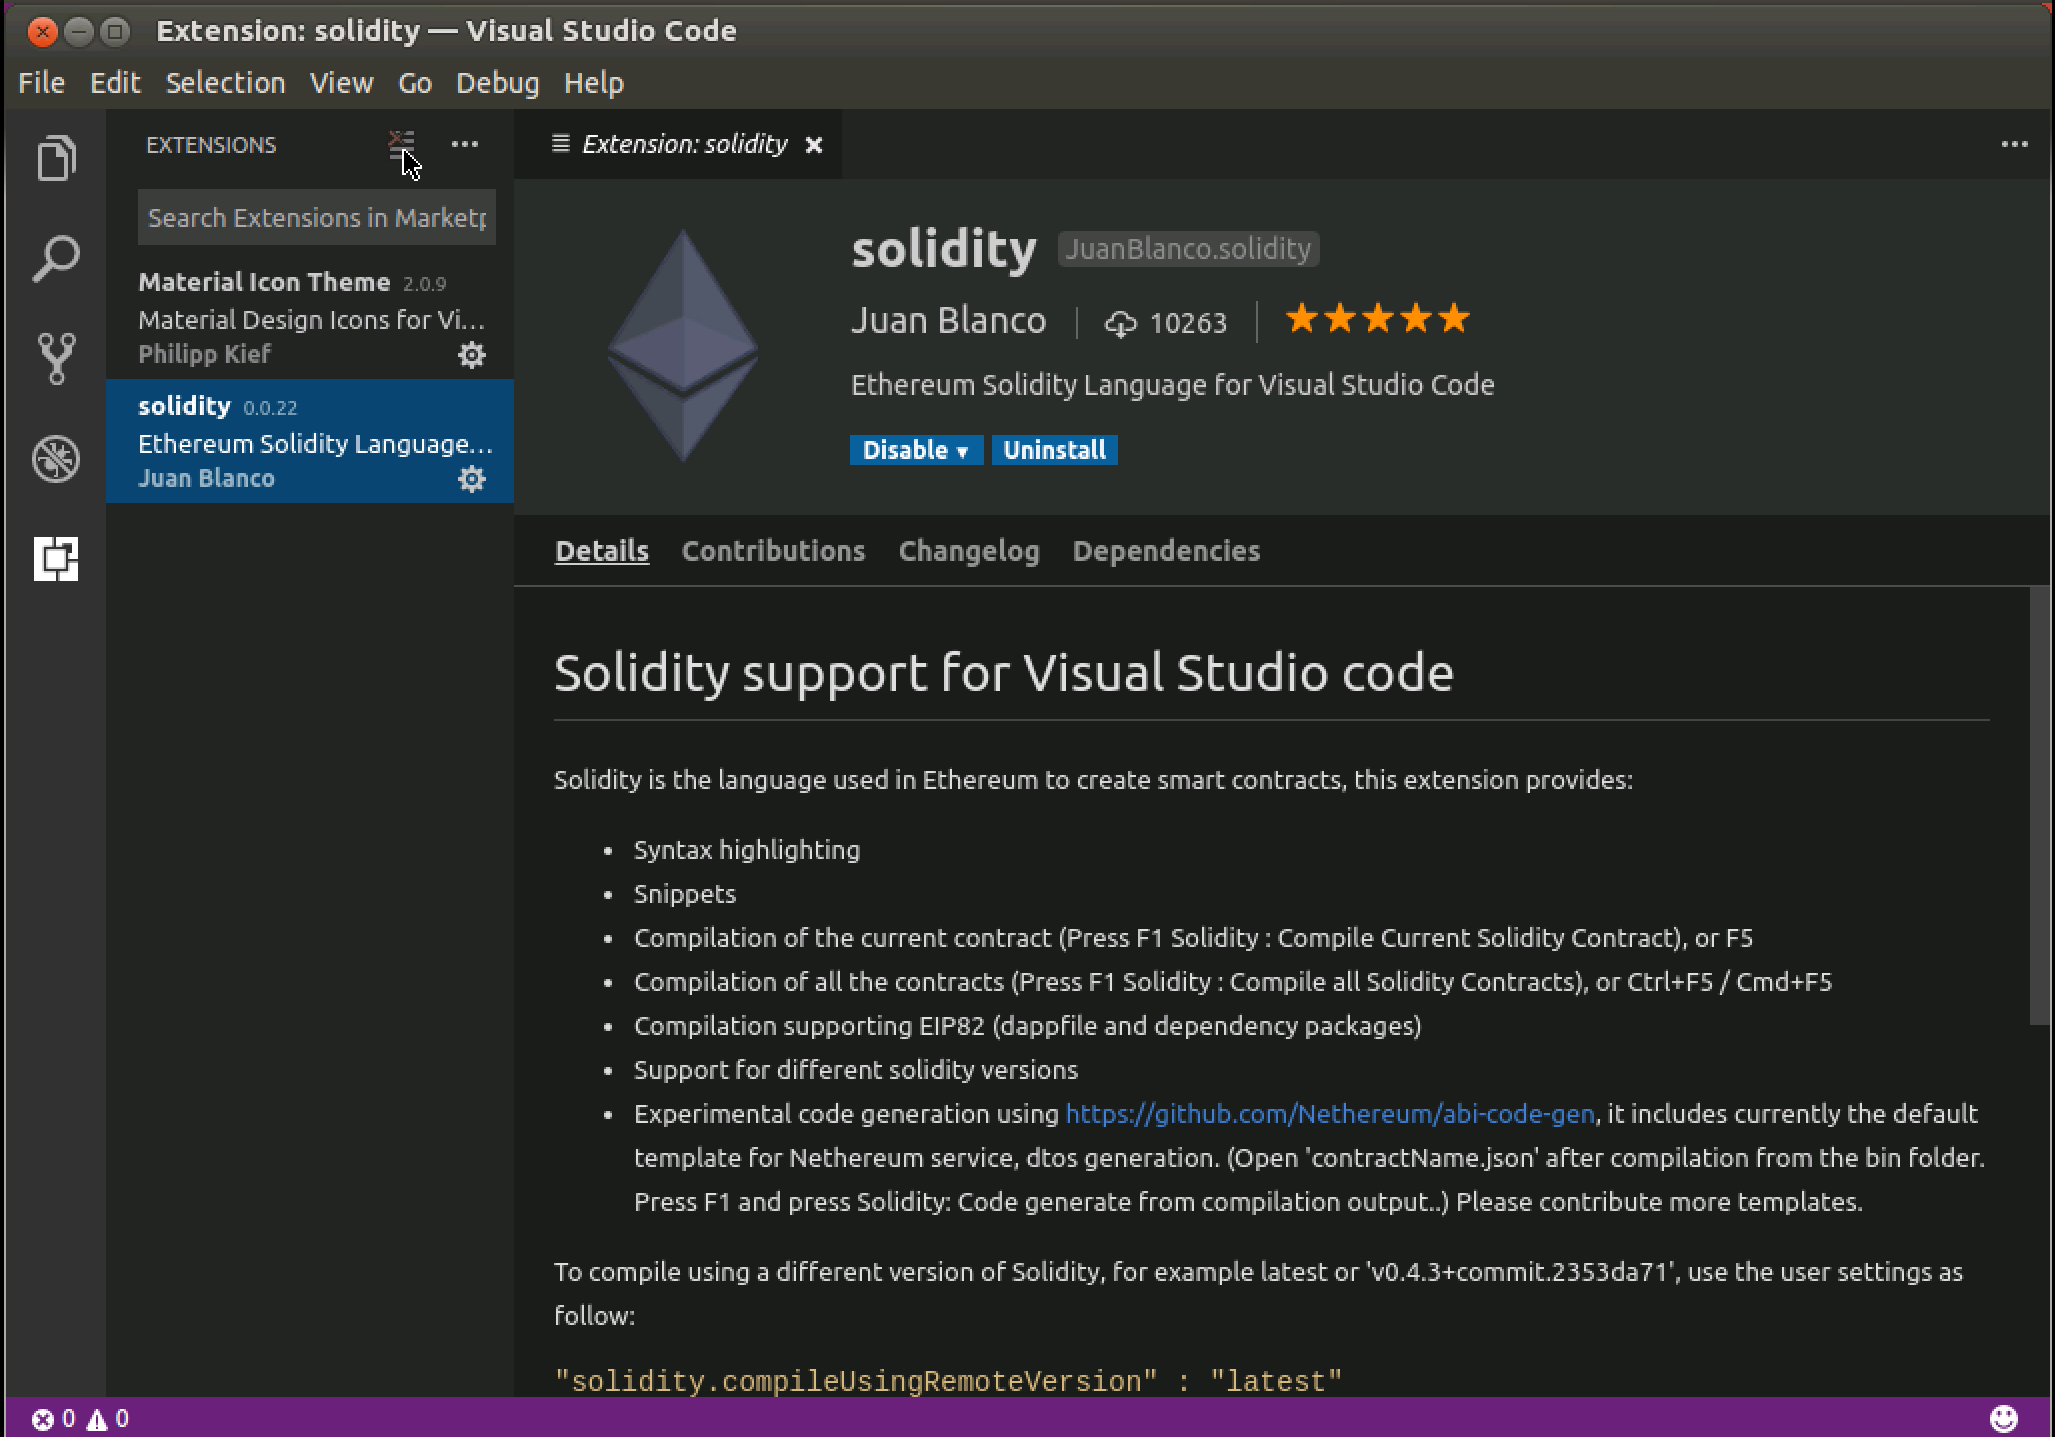 Extension: solidity — Visual Studio Code
File Edit Selection View Go Debug Help
EXTENSIONS
Search Extensions in Marketp
Material Icon Theme 2.0.9
Material Design Icons for Vi...
Philipp Kief
solidity 0.0.22
Ethereum Solidity Language...
Juan Blanco
Extension: solidity
solidity JuanBlanco.solidity
Juan Blanco 10263
Ethereum Solidity Language for Visual Studio Code
Disable Uninstall
Details Contributions Changelog Dependencies
Solidity support for Visual Studio code
Solidity is the language used in Ethereum to create smart contracts, this extension provides:
• Syntax highlighting
• Snippets
• Compilation of the current contract (Press F1 Solidity : Compile Current Solidity Contract), or F5
• Compilation of all the contracts (Press F1 Solidity : Compile all Solidity Contracts), or Ctrl+F5 / Cmd+F5
• Compilation supporting EIP82 (dappfile and dependency packages)
• Support for different solidity versions
• Experimental code generation using https://github.com/Nethereum/abi-code-gen, it includes currently the default
template for Nethereum service, dtos generation. (Open 'contractName.json' after compilation from the bin folder.
Press F1 and press Solidity: Code generate from compilation output..) Please contribute more templates.
To compile using a different version of Solidity, for example latest or 'v0.4.3+commit.2353da71', use the user settings as
follow:
"solidity.compileUsingRemoteVersion" : "latest"
0 0